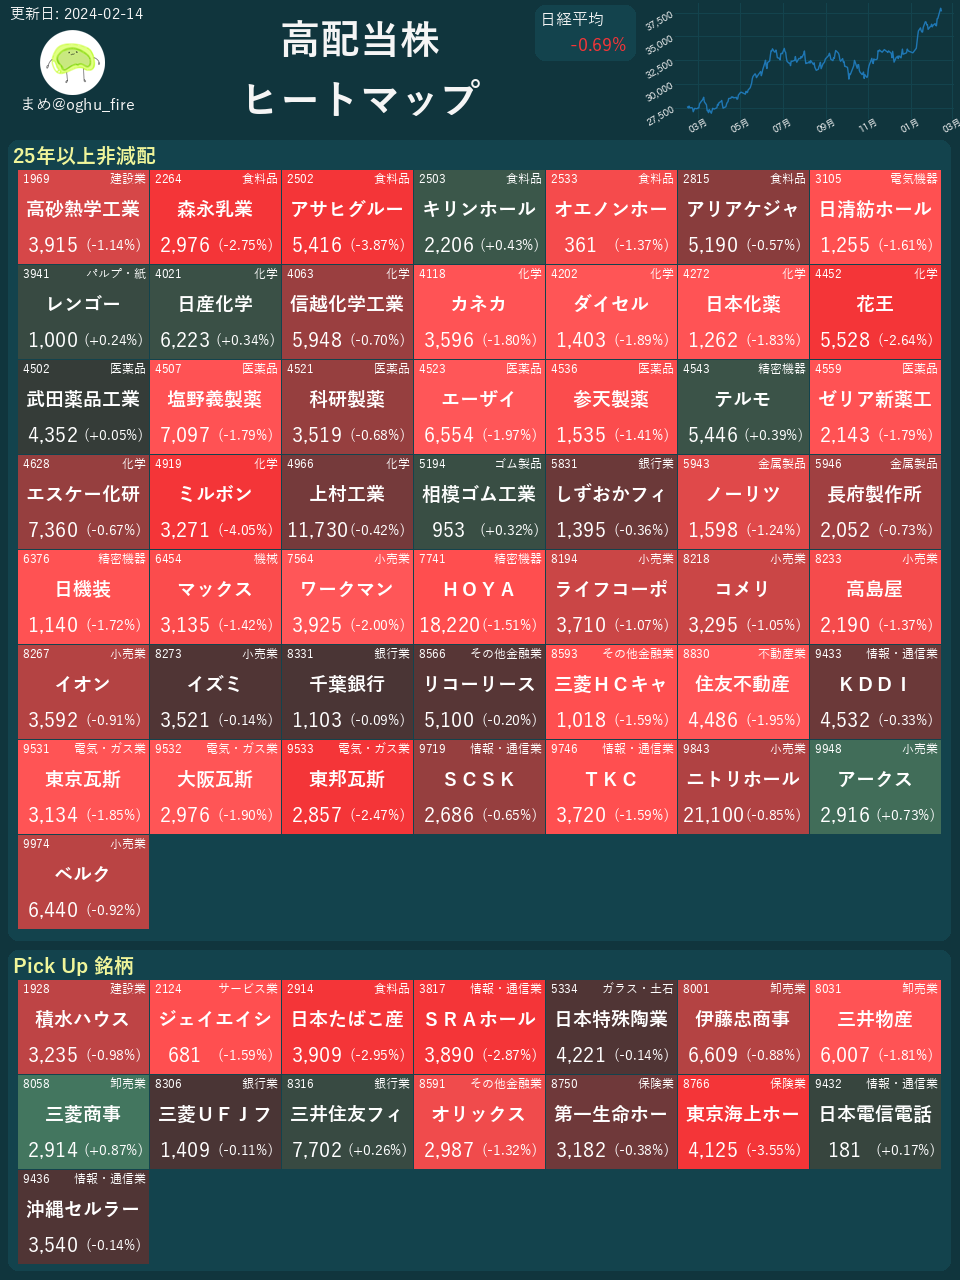 更新日: 2024-02-14
まめ@oghu_fire
高配当株
ヒートマップ
日経平均
-0.69%
37,500
35,000
32,500
30,000
27,500
03月 05月 07月 09月 11月 01月 03月
25年以上非減配
1969 建設業 2264 食料品 2502 食料品 2503 食料品 2533 食料品 2815 食料品 3105 電気機器
高砂熱学工業 森永乳業 アサヒグルー キリンホール オエノンホー アリアケジャ 日清紡ホール
3,915 (-1.14%) 2,976 (-2.75%) 5,416 (-3.87%) 2,206 (+0.43%) 361 (-1.37%) 5,190 (-0.57%) 1,255 (-1.61%)
3941 パルプ・紙 4021 化学 4063 化学 4118 化学 4202 化学 4272 化学 4452 化学
レンゴー 日産化学 信越化学工業 カネカ ダイセル 日本化薬 花王
1,000 (+0.24%) 6,223 (+0.34%) 5,948 (-0.70%) 3,596 (-1.80%) 1,403 (-1.89%) 1,262 (-1.83%) 5,528 (-2.64%)
4502 医薬品 4507 医薬品 4521 医薬品 4523 医薬品 4536 医薬品 4543 精密機器 4559 医薬品
武田薬品工業 塩野義製薬 科研製薬 エーザイ 参天製薬 テルモ ゼリア新薬工
4,352 (+0.05%) 7,097 (-1.79%) 3,519 (-0.68%) 6,554 (-1.97%) 1,535 (-1.41%) 5,446 (+0.39%) 2,143 (-1.79%)
4628 化学 4919 化学 4966 化学 5194 ゴム製品 5831 銀行業 5943 金属製品 5946 金属製品
エスケー化研 ミルボン 上村工業 相模ゴム工業 しずおかフィ ノーリツ 長府製作所
7,360 (-0.67%) 3,271 (-4.05%) 11,730 (-0.42%) 953 (+0.32%) 1,395 (-0.36%) 1,598 (-1.24%) 2,052 (-0.73%)
6376 精密機器 6454 機械 7564 小売業 7741 精密機器 8194 小売業 8218 小売業 8233 小売業
日機装 マックス ワークマン ＨＯＹＡ ライフコーポ コメリ 高島屋
1,140 (-1.72%) 3,135 (-1.42%) 3,925 (-2.00%) 18,220 (-1.51%) 3,710 (-1.07%) 3,295 (-1.05%) 2,190 (-1.37%)
8267 小売業 8273 小売業 8331 銀行業 8566 その他金融業 8593 その他金融業 8830 不動産業 9433 情報・通信業
イオン イズミ 千葉銀行 リコーリース 三菱ＨＣキャ 住友不動産 ＫＤＤＩ
3,592 (-0.91%) 3,521 (-0.14%) 1,103 (-0.09%) 5,100 (-0.20%) 1,018 (-1.59%) 4,486 (-1.95%) 4,532 (-0.33%)
9531 電気・ガス業 9532 電気・ガス業 9533 電気・ガス業 9719 情報・通信業 9746 情報・通信業 9843 小売業 9948 小売業
東京瓦斯 大阪瓦斯 東邦瓦斯 ＳＣＳＫ ＴＫＣ ニトリホール アークス
3,134 (-1.85%) 2,976 (-1.90%) 2,857 (-2.47%) 2,686 (-0.65%) 3,720 (-1.59%) 21,100 (-0.85%) 2,916 (+0.73%)
9974 小売業
ベルク
6,440 (-0.92%)
Pick Up 銘柄
1928 建設業 2124 サービス業 2914 食料品 3817 情報・通信業 5334 ガラス・土石 8001 卸売業 8031 卸売業
積水ハウス ジェイエイシ 日本たばこ産 ＳＲＡホール 日本特殊陶業 伊藤忠商事 三井物産
3,235 (-0.98%) 681 (-1.59%) 3,909 (-2.95%) 3,890 (-2.87%) 4,221 (-0.14%) 6,609 (-0.88%) 6,007 (-1.81%)
8058 卸売業 8306 銀行業 8316 銀行業 8591 その他金融業 8750 保険業 8766 保険業 9432 情報・通信業
三菱商事 三菱ＵＦＪフ 三井住友フィ オリックス 第一生命ホー 東京海上ホー 日本電信電話
2,914 (+0.87%) 1,409 (-0.11%) 7,702 (+0.26%) 2,987 (-1.32%) 3,182 (-0.38%) 4,125 (-3.55%) 181 (+0.17%)
9436 情報・通信業
沖縄セルラー
3,540 (-0.14%)